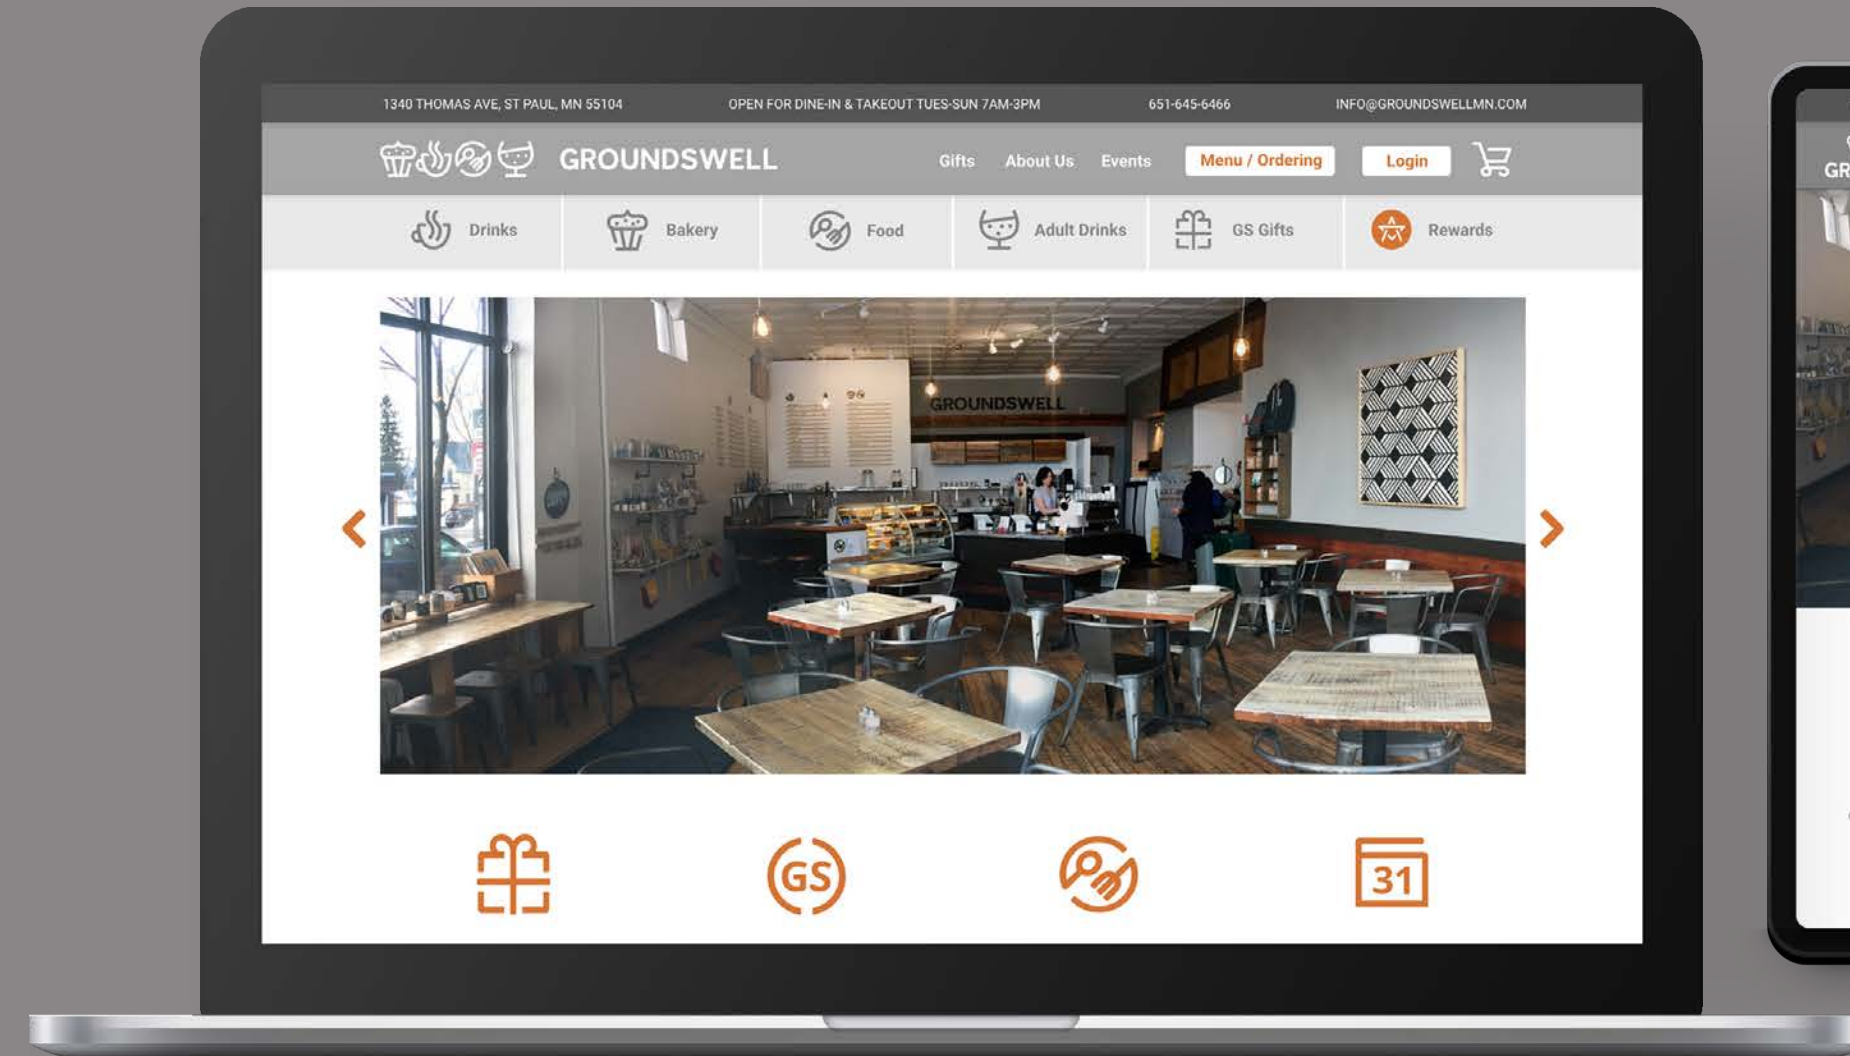 1340 THOMAS AVE, ST PAUL, MN 55104 OPEN FOR DINE-IN & TAKEOUT TUES-SUN 7AM-3PM 651-645-6466 INFO@GROUNDSWELLMN.COM
GROUNDSWELL Gifts About Us Events Menu / Ordering Login
Drinks Bakery Food Adult Drinks GS Gifts Rewards
GROUNDSWELL
GS 31
GR